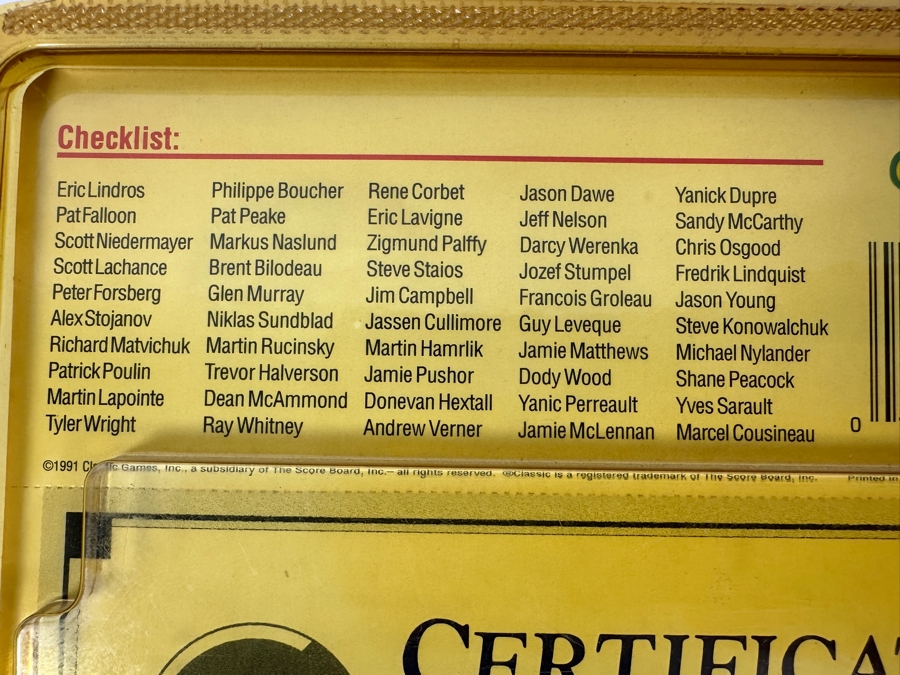 Checklist:
Eric Lindros
Pat Falloon
Scott Niedermayer
Scott Lachance
Peter Forsberg
Alex Stojanov
Richard Matvichuk
Patrick Poulin
Martin Lapointe
Tyler Wright
Philippe Boucher
Pat Peake
Markus Naslund
Brent Bilodeau
Glen Murray
Niklas Sundblad
Martin Rucinsky
Trevor Halverson
Dean McAmmond
Ray Whitney
Rene Corbet
Eric Lavigne
Zigmund Palffy
Steve Staios
Jim Campbell
Jassen Cullimore
Martin Hamrlik
Jamie Pushor
Donevan Hextall
Andrew Verner
Jason Dawe
Jeff Nelson
Darcy Werenka
Jozef Stumpel
Francois Groleau
Guy Leveque
Jamie Matthews
Dody Wood
Yanic Perreault
Jamie McLennan
Yanick Dupre
Sandy McCarthy
Chris Osgood
Fredrik Lindquist
Jason Young
Steve Konowalchuk
Michael Nylander
Shane Peacock
Yves Sarault
Marcel Cousineau
0
©1991 Classic Games, Inc., a subsidiary of The Score Board, Inc.– all rights reserved. ®Classic is a registered trademark of The Score Board, Inc. Printed in
CERTIFICA